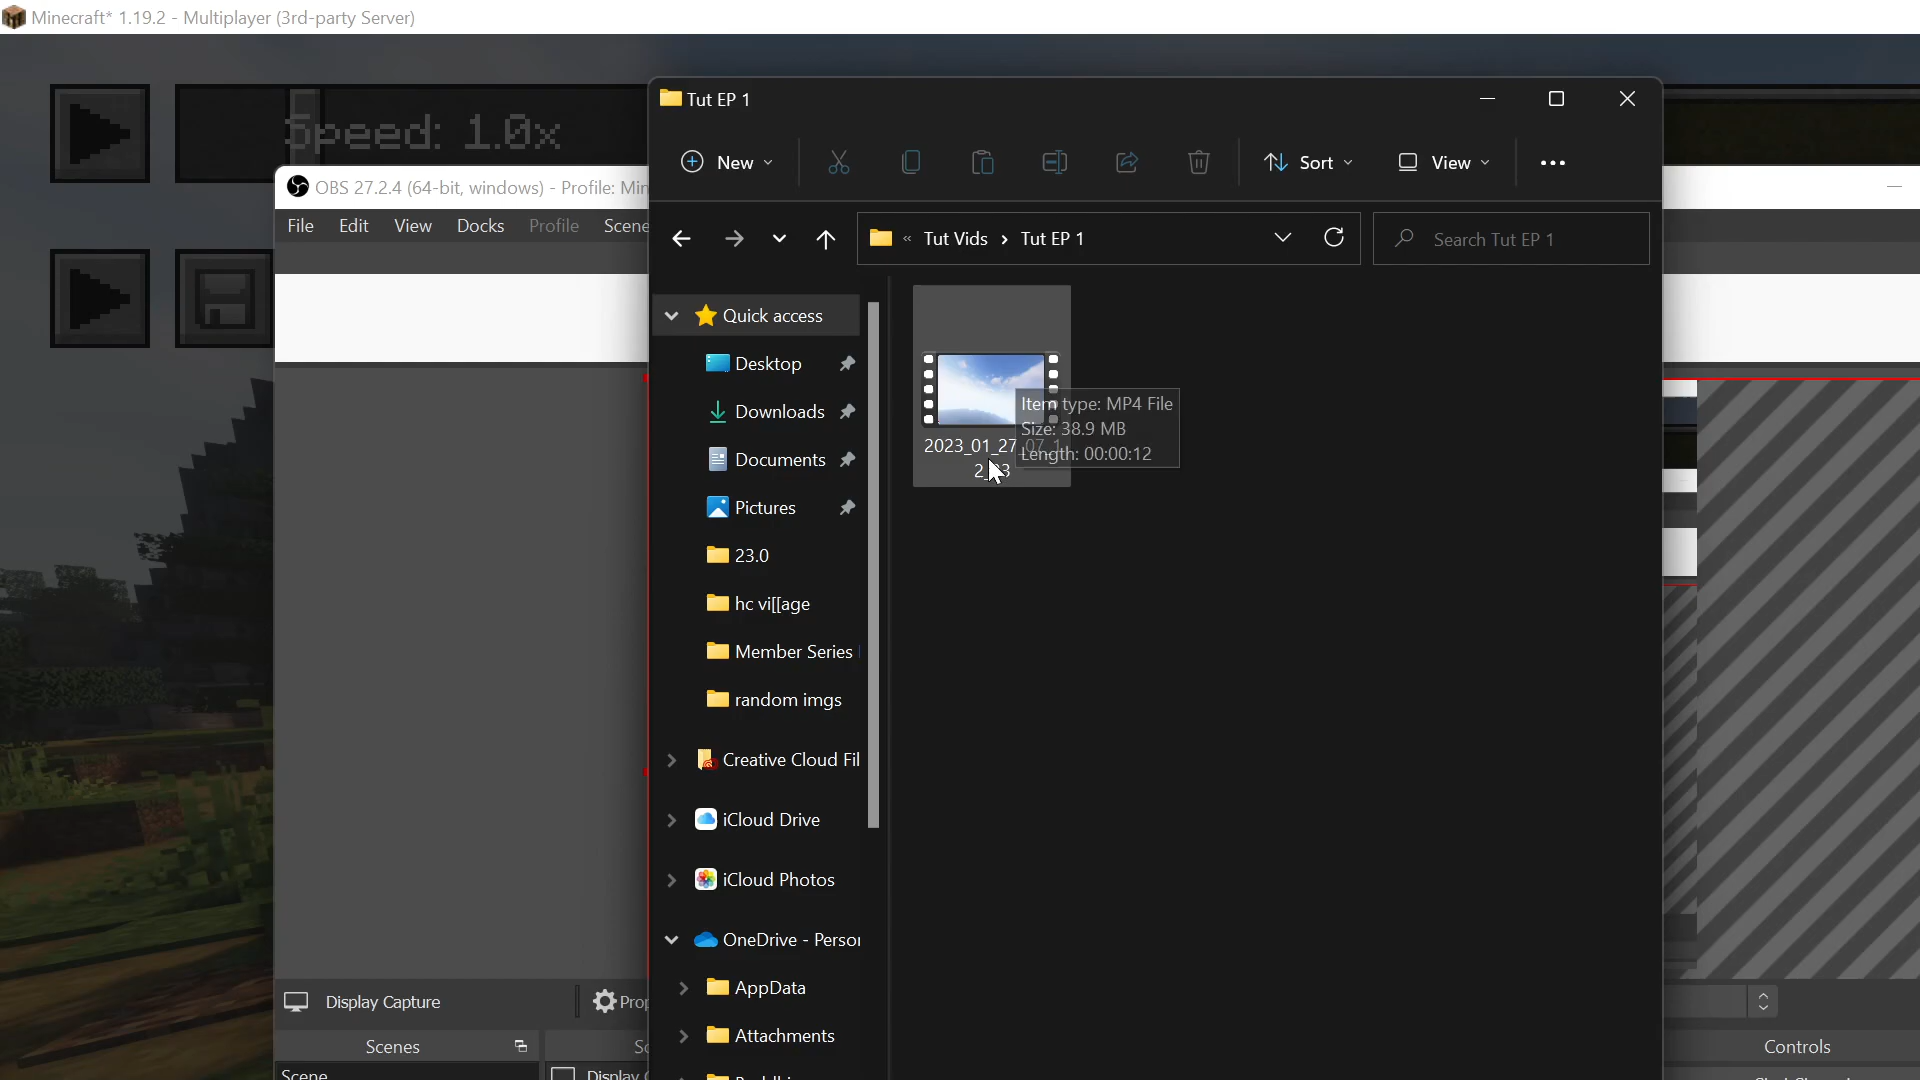 Minecraft* 1.19.2 - Multiplayer (3rd-party Server)
Speed: 1.0x
Tut EP 1
New
Sort
View
OBS 27.2.4 (64-bit, windows) - Profile:
File Edit View Docks Profile Scene
« Tut Vids › Tut EP 1
Search Tut EP 1
Quick access
Desktop
Downloads
Documents
Pictures
23.0
hc vi[[age
Member Series
random imgs
Creative Cloud Fil
iCloud Drive
iCloud Photos
OneDrive - Person
AppData
Attachments
Item type: MP4 File
Size: 38.9 MB
Length: 00:00:12
2023_01_27_07_1
Display Capture
Scenes
Controls
Scene
Display